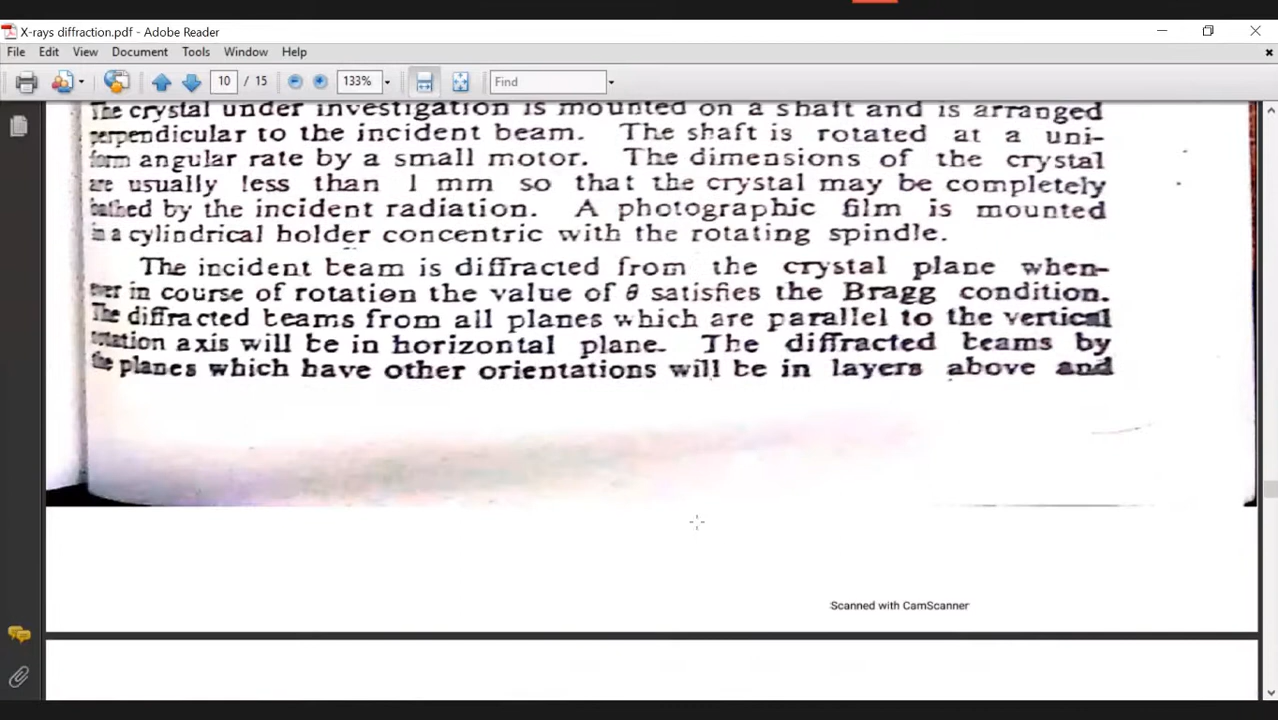 X-rays diffraction.pdf - Adobe Reader
File Edit View Document Tools Window Help
10 / 15 133% Find
The crystal under investigation is mounted on a shaft and is arranged
perpendicular to the incident beam. The shaft is rotated at a uni-
form angular rate by a small motor. The dimensions of the crystal
are usually less than 1 mm so that the crystal may be completely
bathed by the incident radiation. A photographic film is mounted
in a cylindrical holder concentric with the rotating spindle.
The incident beam is diffracted from the crystal plane when-
ever in course of rotation the value of θ satisfies the Bragg condition.
The diffracted beams from all planes which are parallel to the vertical
rotation axis will be in horizontal plane. The diffracted beams by
the planes which have other orientations will be in layers above and
Scanned with CamScanner